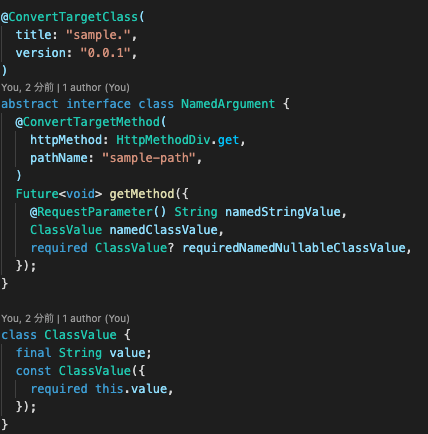 @ConvertTargetClass(
  title: "sample.",
  version: "0.0.1",
)
You, 2 分前 | 1 author (You)
abstract interface class NamedArgument {
  @ConvertTargetMethod(
    httpMethod: HttpMethodDiv.get,
    pathName: "sample-path",
  )
  Future<void> getMethod({
    @RequestParameter() String namedStringValue,
    ClassValue namedClassValue,
    required ClassValue? requiredNamedNullableClassValue,
  });
}
You, 2 分前 | 1 author (You)
class ClassValue {
  final String value;
  const ClassValue({
    required this.value,
  });
}